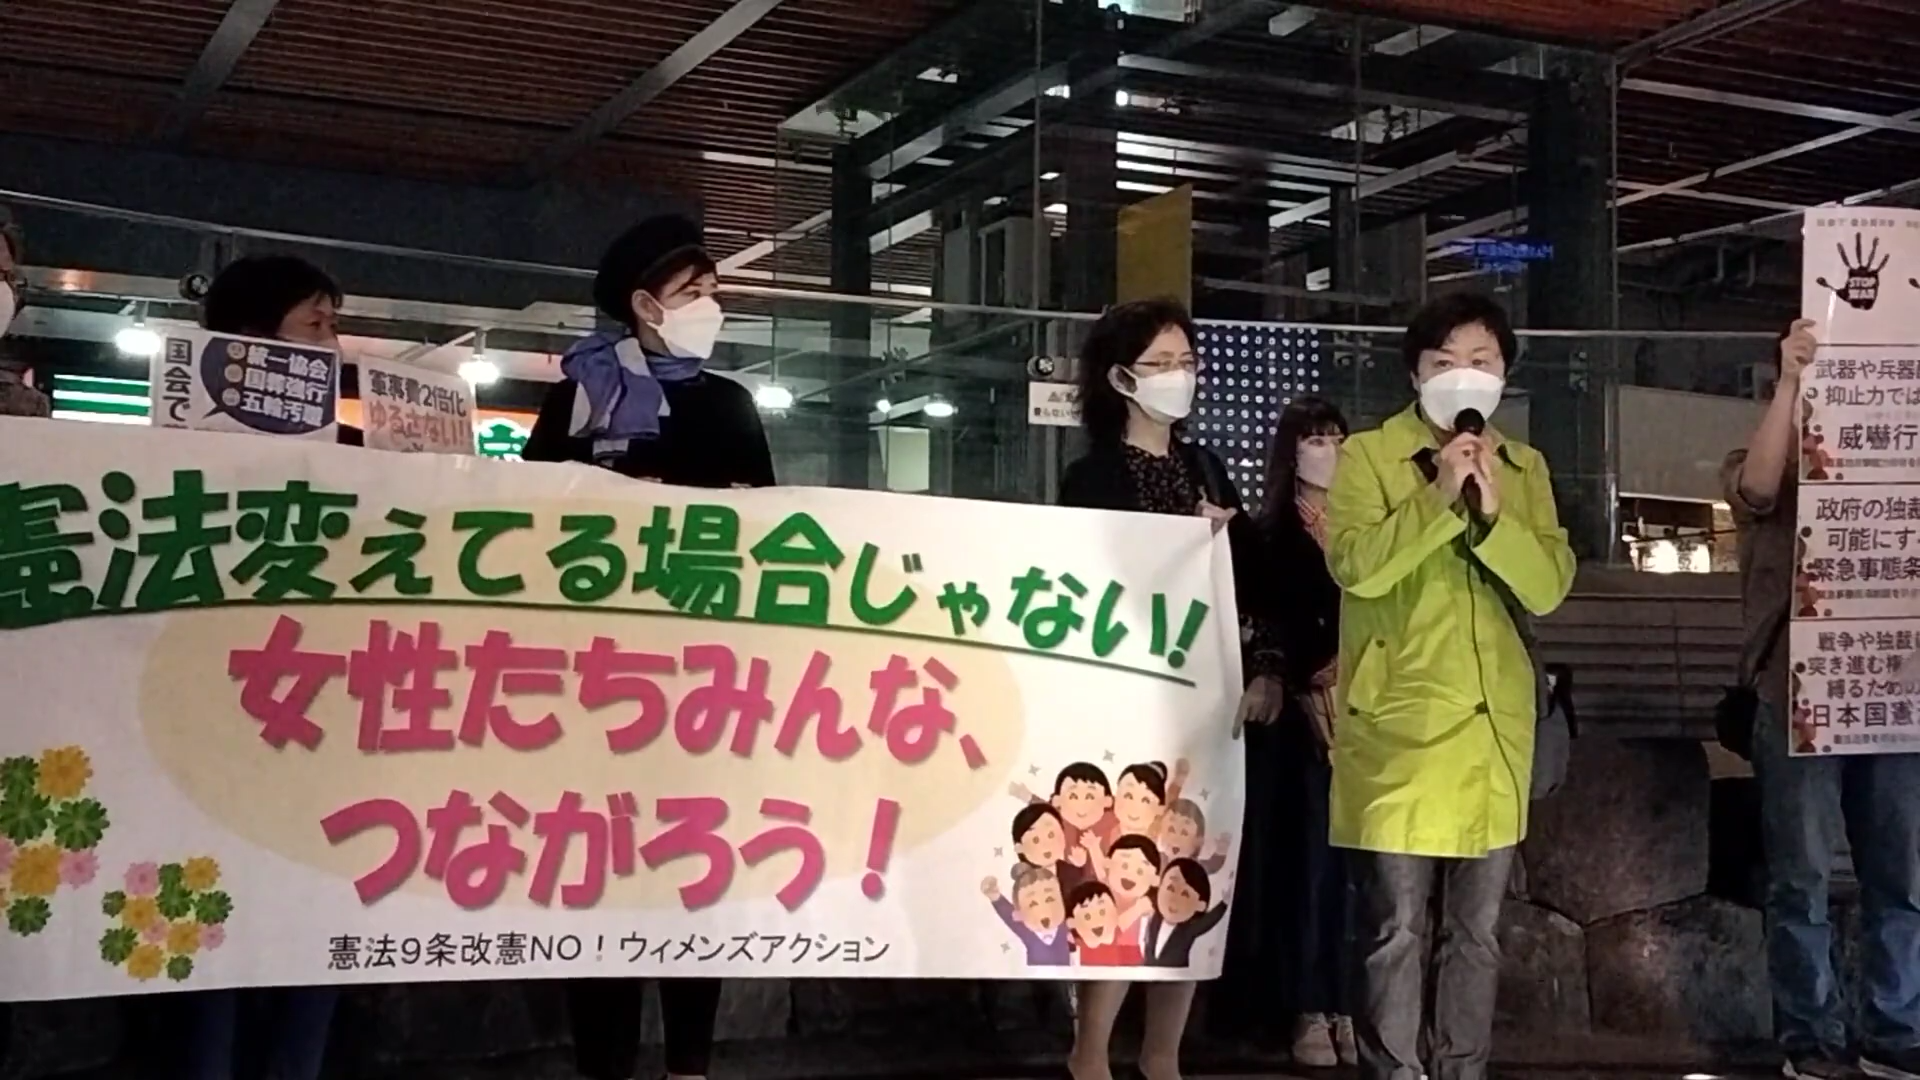 国会で
統一協会
国葬強行
五輪汚職
軍事費2倍化
ゆるさない!!
憲法変えてる場合じゃない!
女性たちみんな、
つながろう!
憲法9条改憲NO!ウィメンズアクション
STOP
WAR
武器や兵器
抑止力では
威嚇行
政府の独裁
可能にす
緊急事態条
戦争や独裁
突き進む権
縛るための
日本国憲